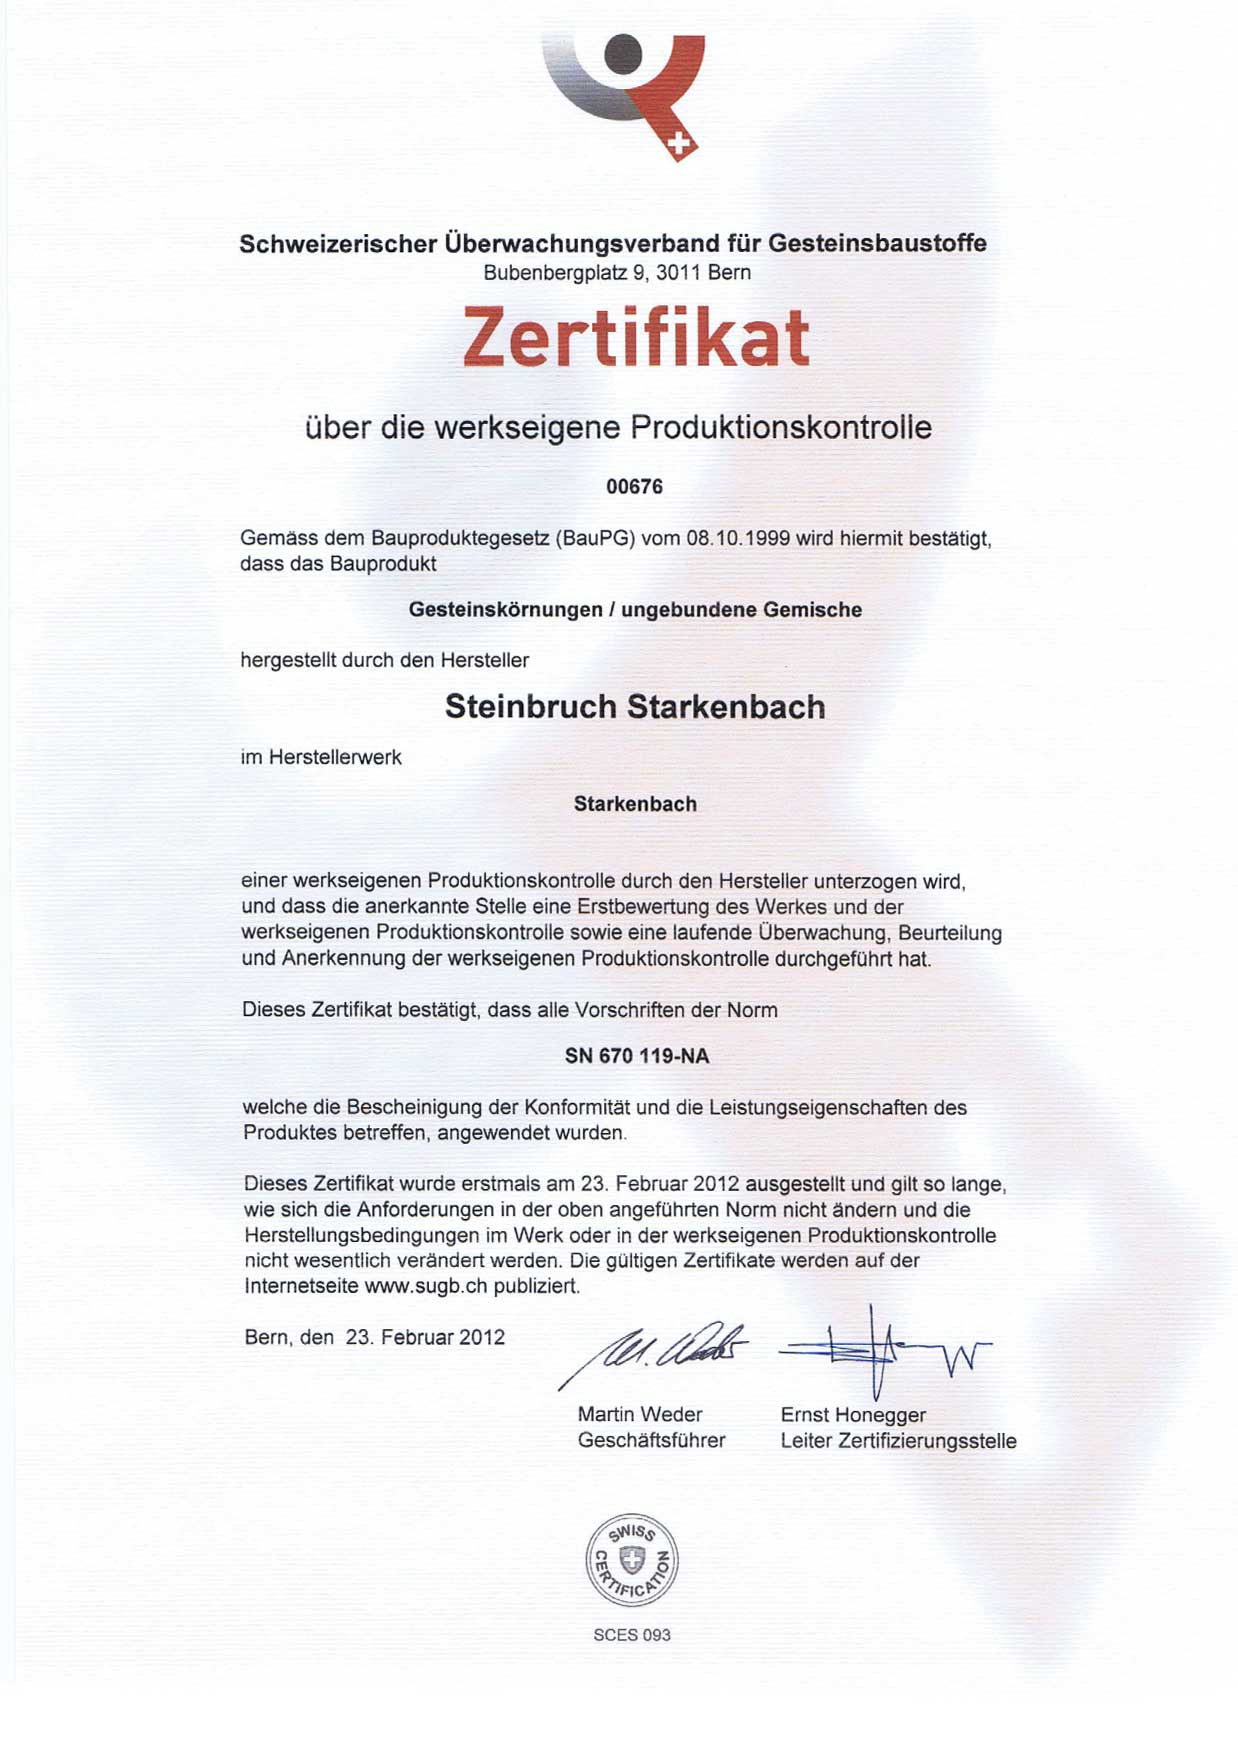 Schweizerischer Überwachungsverband für Gesteinsbaustoffe
Bubenbergplatz 9, 3011 Bern
Zertifikat
über die werkseigene Produktionskontrolle
00676
Gemäss dem Bauproduktegesetz (BauPG) vom 08.10.1999 wird hiermit bestätigt,
dass das Bauprodukt
Gesteinskörnungen / ungebundene Gemische
hergestellt durch den Hersteller
Steinbruch Starkenbach
im Herstellerwerk
Starkenbach
einer werkseigenen Produktionskontrolle durch den Hersteller unterzogen wird,
und dass die anerkannte Stelle eine Erstbewertung des Werkes und der
werkseigenen Produktionskontrolle sowie eine laufende Überwachung, Beurteilung
und Anerkennung der werkseigenen Produktionskontrolle durchgeführt hat.
Dieses Zertifikat bestätigt, dass alle Vorschriften der Norm
SN 670 119-NA
welche die Bescheinigung der Konformität und die Leistungseigenschaften des
Produktes betreffen, angewendet wurden.
Dieses Zertifikat wurde erstmals am 23. Februar 2012 ausgestellt und gilt so lange,
wie sich die Anforderungen in der oben angeführten Norm nicht ändern und die
Herstellungsbedingungen im Werk oder in der werkseigenen Produktionskontrolle
nicht wesentlich verändert werden. Die gültigen Zertifikate werden auf der
Internetseite www.sugb.ch publiziert.
Bern, den 23. Februar 2012
M. Weder
Martin Weder
Geschäftsführer
Ernst Honegger
Leiter Zertifizierungsstelle
SWISS
CERTIFICATION
SCES 093